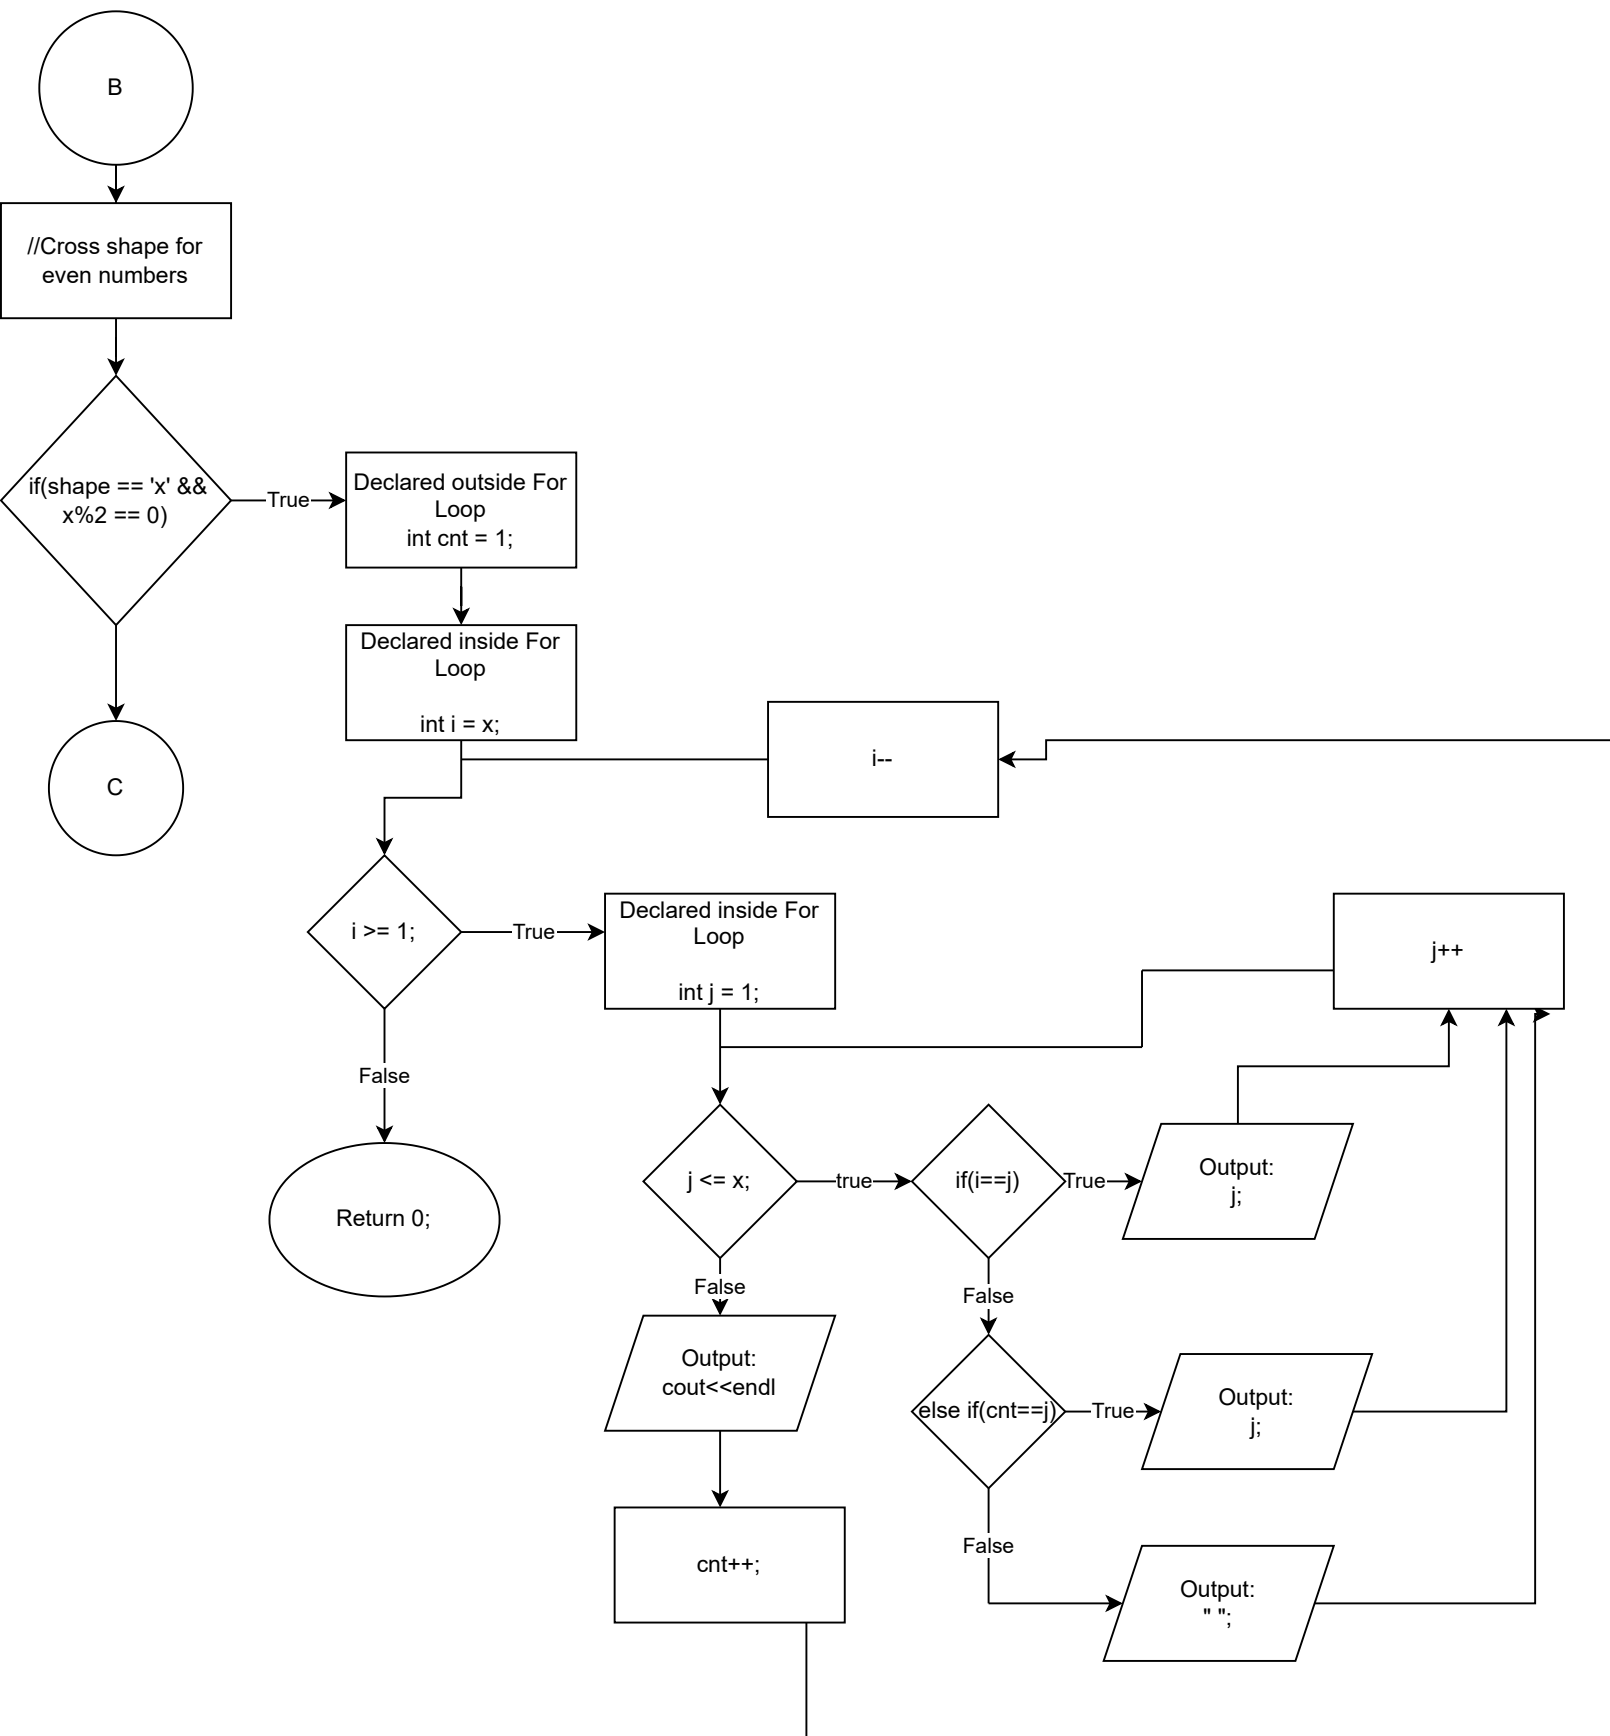 B
//Cross shape for
even numbers
if(shape == 'x' &&
x%2 == 0)
True
Declared outside For
Loop
int cnt = 1;
Declared inside For
Loop
int i = x;
i--
C
i >= 1;
True
Declared inside For
Loop
int j = 1;
j++
False
Return 0;
j <= x;
true
if(i==j)
True
Output:
j;
False
Output:
cout<<endl
False
else if(cnt==j)
True
Output:
j;
cnt++;
False
Output:
" ";